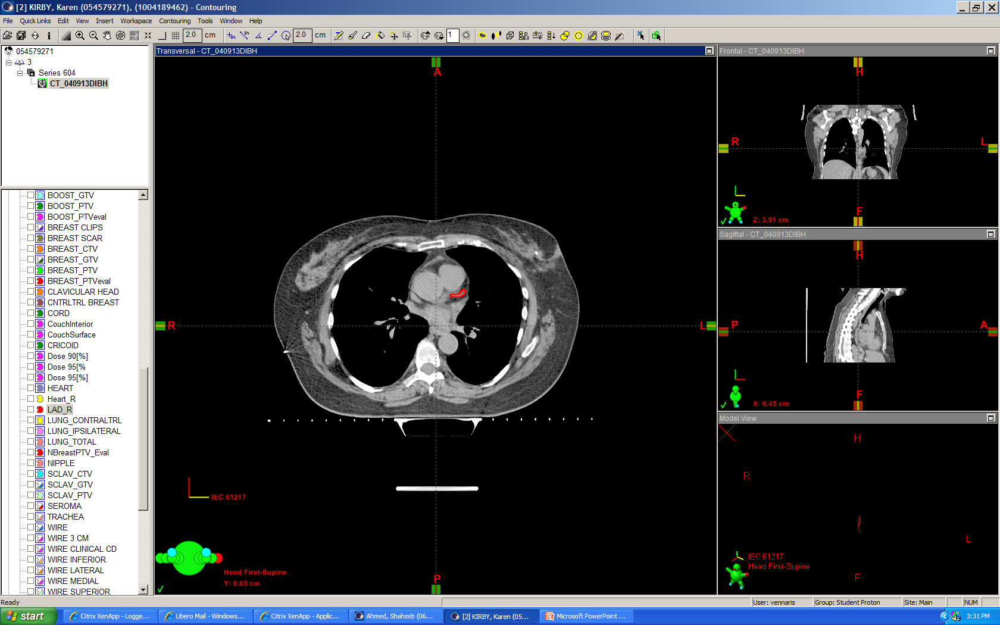 [2] KIRBY, Karen (054579271), (1004189462) - Contouring
File Quick Links Edit View Insert Workspace Contouring Tools Window Help
2.0 cm 2.0 cm 1
054579271
3
Series 604
CT_040913DIBH
BOOST_GTV
BOOST_PTV
BOOST_PTVeval
BREAST CLIPS
BREAST SCAR
BREAST_CTV
BREAST_GTV
BREAST_PTV
BREAST_PTVeval
CLAVICULAR HEAD
CNTRLTRL BREAST
CORD
CouchInterior
CouchSurface
CRICOID
Dose 90[%]
Dose 95[%
Dose 95[%]
HEART
Heart_R
LAD_R
LUNG_CONTRALTRL
LUNG_IPSILATERAL
LUNG_TOTAL
NBreastPTV_Eval
NIPPLE
SCLAV_CTV
SCLAV_GTV
SCLAV_PTV
SEROMA
TRACHEA
WIRE
WIRE 3 CM
WIRE CLINICAL CD
WIRE INFERIOR
WIRE LATERAL
WIRE MEDIAL
WIRE SUPERIOR
Transversal - CT_040913DIBH
A
R
L
IEC 61217
Head First-Supine
Y: 0.65 cm
P
Frontal - CT_040913DIBH
H
R
L
F
Z: 3.91 cm
Sagittal - CT_040913DIBH
H
P
A
F
X: 0.45 cm
Model View
H
R
L
IEC 61217
Head First-Supine
F
Ready
User: vennaris
Group: Student Proton
Site: Main
NUM
start
Citrix XenApp - Logge...
Libero Mail - Windows...
Citrix XenApp - Applic...
Ahmed, Shahzeb (06...
[2] KIRBY, Karen (05...
Microsoft PowerPoint ...
3:31 PM